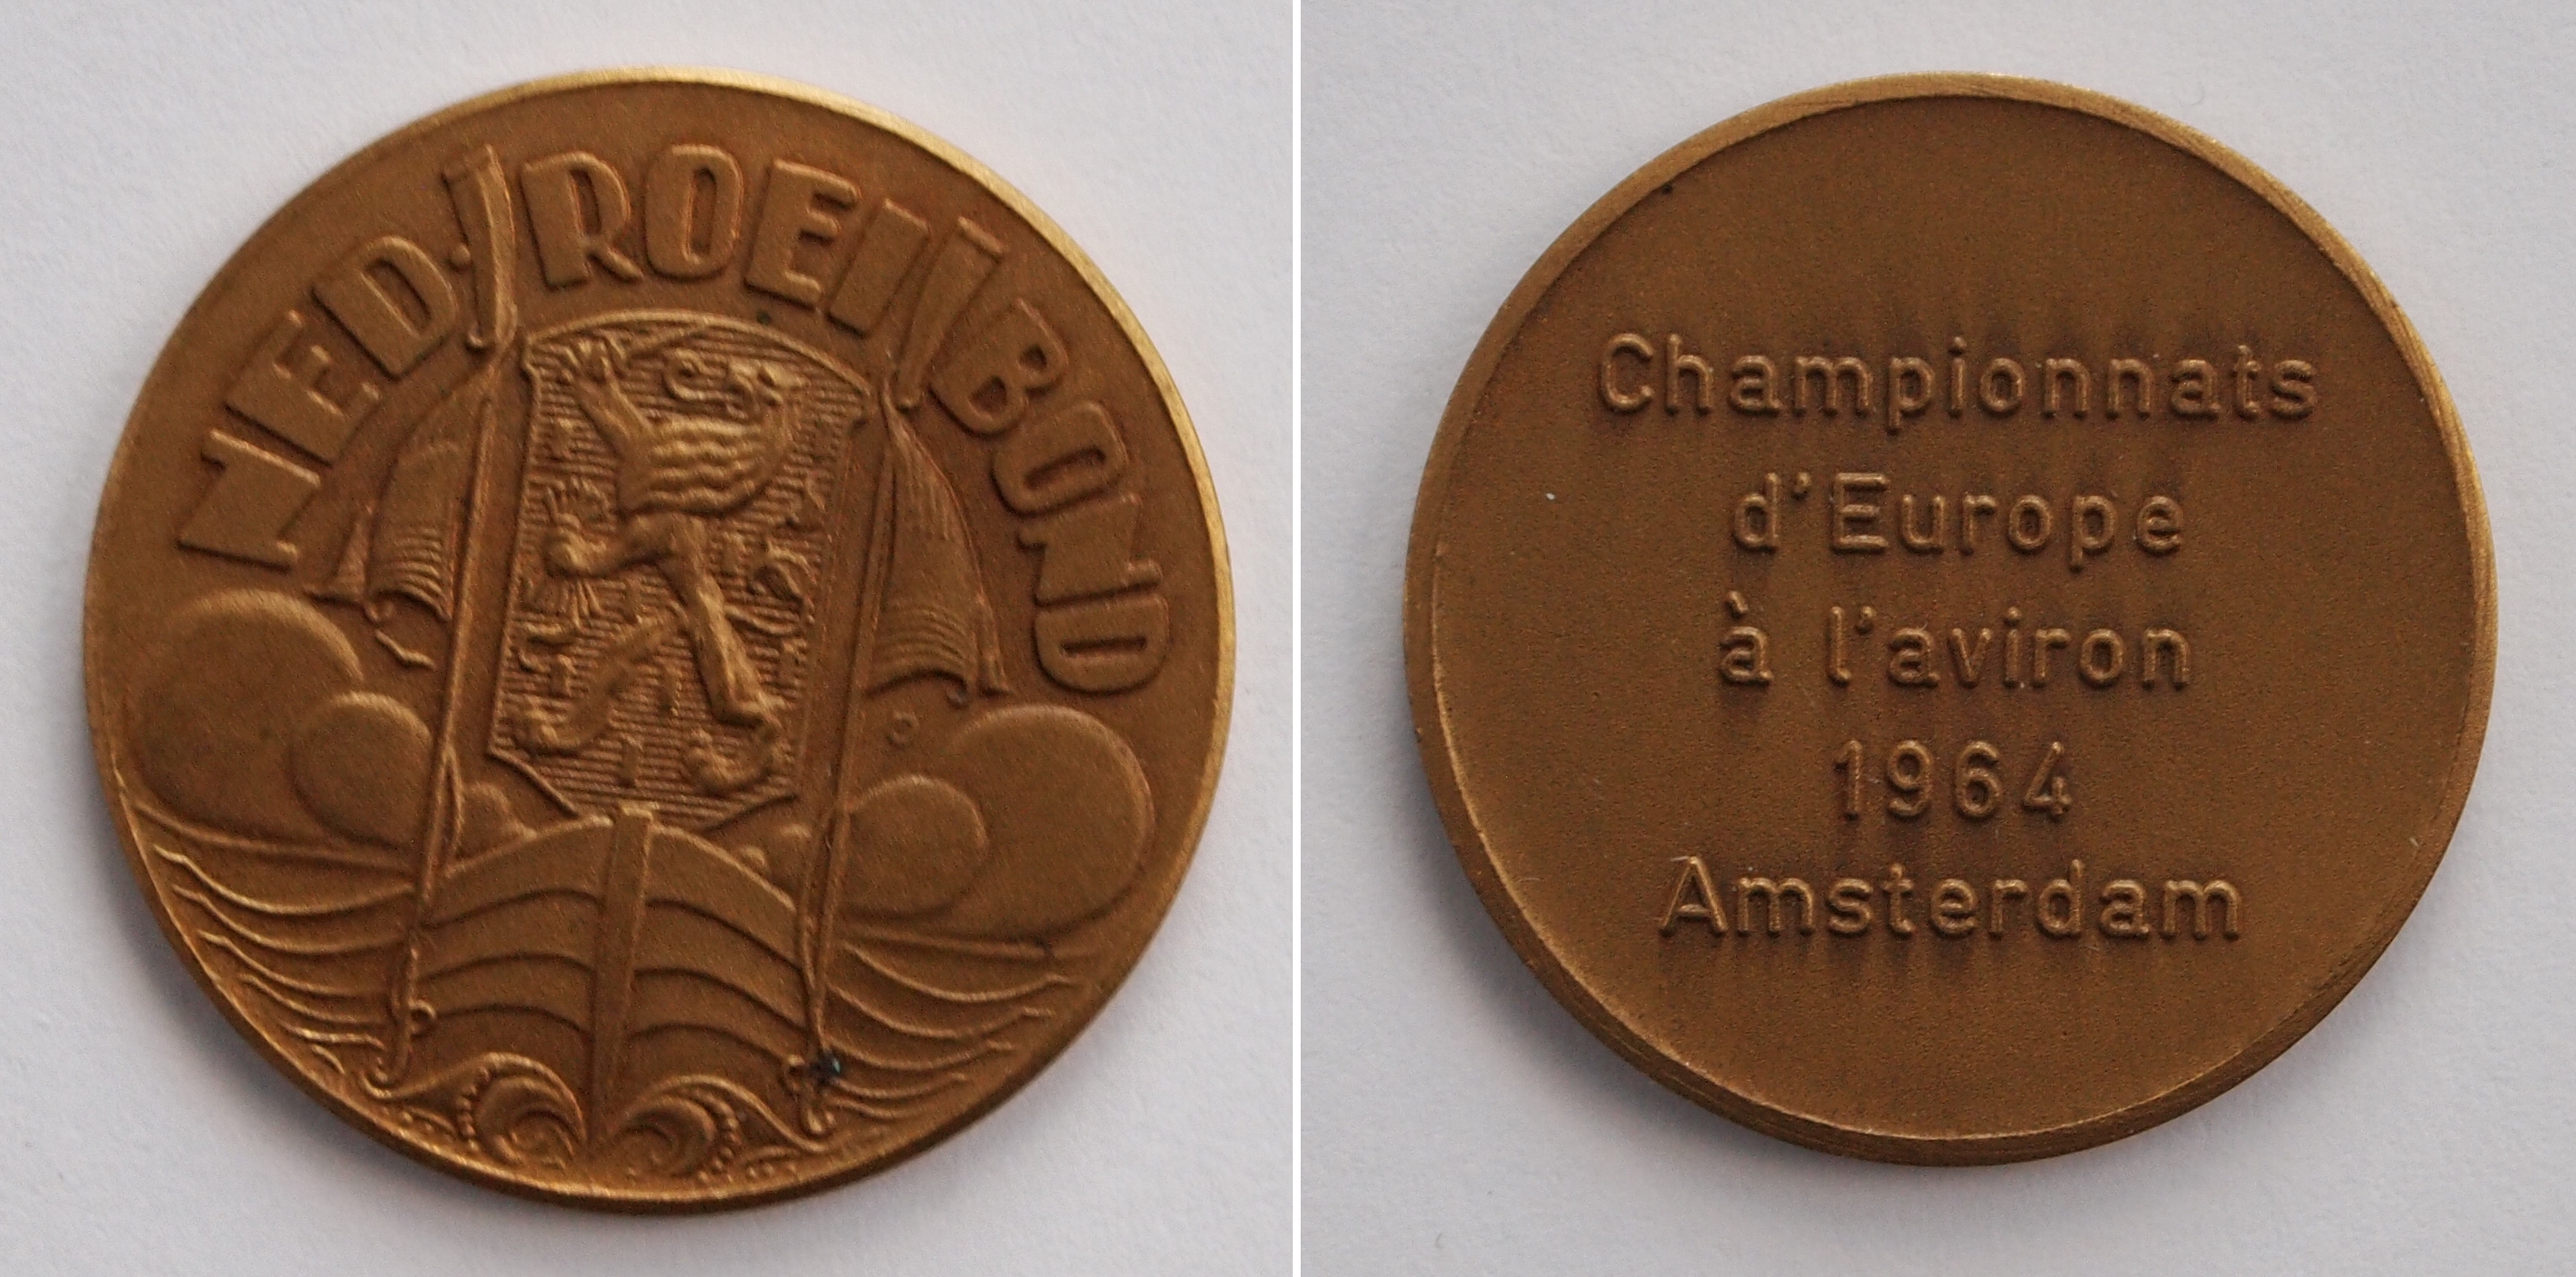 NED. ROEI BOND
Championnats
d'Europe
à l'aviron
1964
Amsterdam